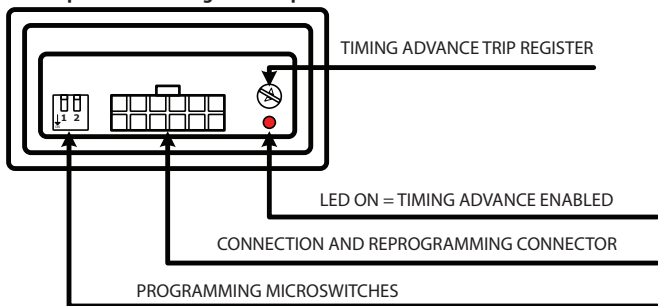 TIMING ADVANCE TRIP REGISTER
1 2
LED ON = TIMING ADVANCE ENABLED
CONNECTION AND REPROGRAMMING CONNECTOR
PROGRAMMING MICROSWITCHES